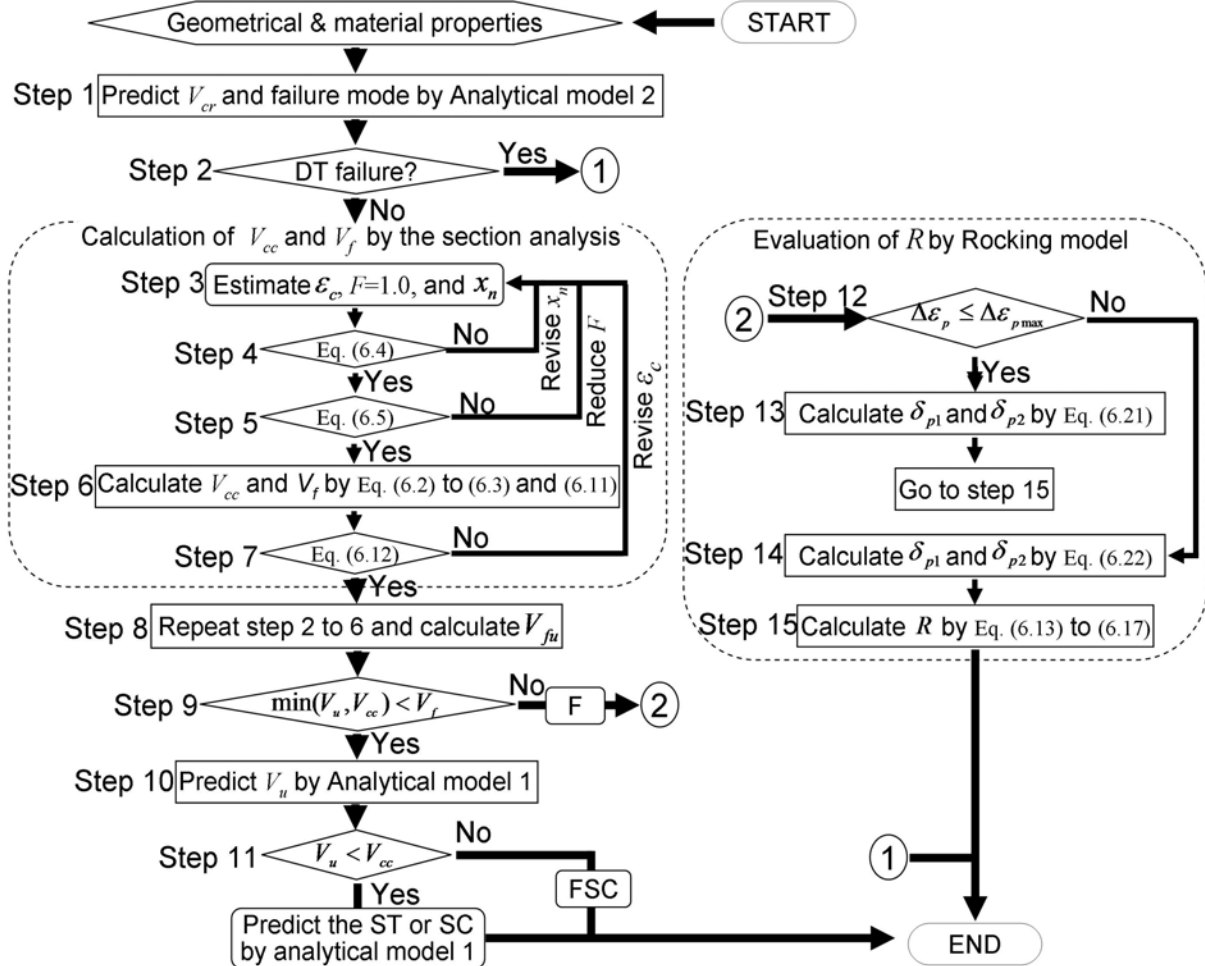 Geometrical & material properties
START
Step 1
Predict V_cr and failure mode by Analytical model 2
Step 2
DT failure?
Yes
1
No
Calculation of V_cc and V_f by the section analysis
Step 3
Estimate ε_c, F=1.0, and x_n
Step 4
Eq. (6.4)
No
Revise x_n
Yes
Step 5
Eq. (6.5)
No
Reduce F
Yes
Step 6
Calculate V_cc and V_f by Eq. (6.2) to (6.3) and (6.11)
Step 7
Eq. (6.12)
No
Revise ε_c
Yes
Step 8
Repeat step 2 to 6 and calculate V_fu
Step 9
min(V_u, V_cc) < V_f
No
F
2
Yes
Step 10
Predict V_u by Analytical model 1
Step 11
V_u < V_cc
No
FSC
Yes
Predict the ST or SC
by analytical model 1
Evaluation of R by Rocking model
2
Step 12
Δε_p ≤ Δε_p max
No
Yes
Step 13
Calculate δ_p1 and δ_p2 by Eq. (6.21)
Go to step 15
Step 14
Calculate δ_p1 and δ_p2 by Eq. (6.22)
Step 15
Calculate R by Eq. (6.13) to (6.17)
1
END